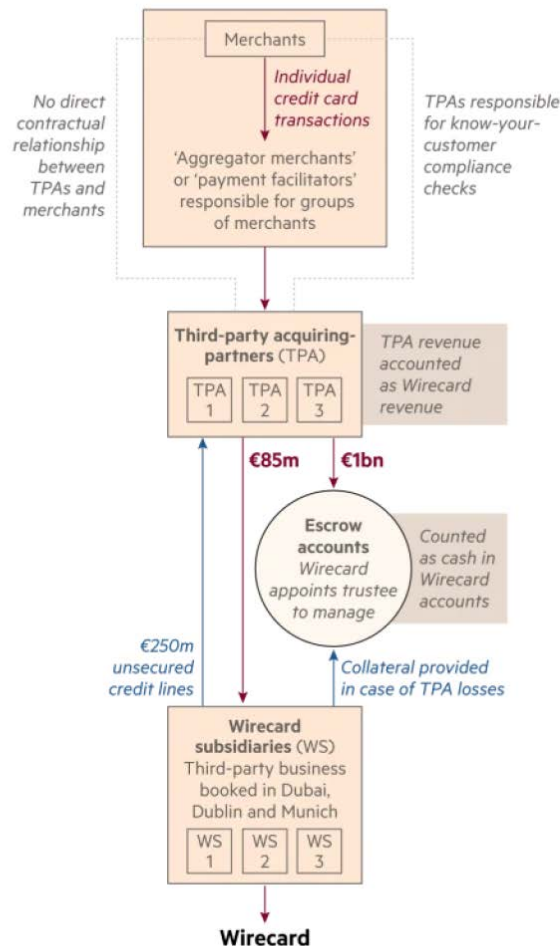 Merchants
Individual
credit card
transactions
No direct
contractual
relationship
between
TPAs and
merchants
TPAs responsible
for know-your-
customer
compliance
checks
‘Aggregator merchants’
or ‘payment facilitators’
responsible for groups
of merchants
Third-party acquiring-
partners (TPA)
TPA
1
TPA
2
TPA
3
TPA revenue
accounted
as Wirecard
revenue
€85m
€1bn
Escrow
accounts
Wirecard
appoints trustee
to manage
Counted
as cash in
Wirecard
accounts
€250m
unsecured
credit lines
Collateral provided
in case of TPA losses
Wirecard
subsidiaries (WS)
Third-party business
booked in Dubai,
Dublin and Munich
WS
1
WS
2
WS
3
Wirecard